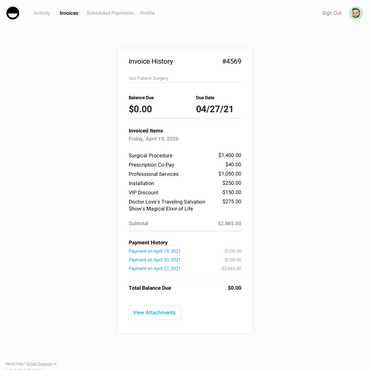 Activity Invoices Scheduled Payments Profile Sign Out
Invoice History #4569
Out Patient Surgery
Balance Due Due Date
$0.00 04/27/21
Invoiced Items
Friday, April 19, 2020
Surgical Procedure $1,400.00
Prescription Co-Pay $40.00
Professional Services $1,050.00
Installation $250.00
VIP Discount -$150.00
Doctor Love's Traveling Salvation $275.00
Show's Magical Elixir of Life
Subtotal $2,865.00
Payment History
Payment on April 19, 2021 -$100.00
Payment on April 20, 2021 -$100.00
Payment on April 27, 2021 -$2,665.00
Total Balance Due $0.00
View Attachments
Need help? Email Support or